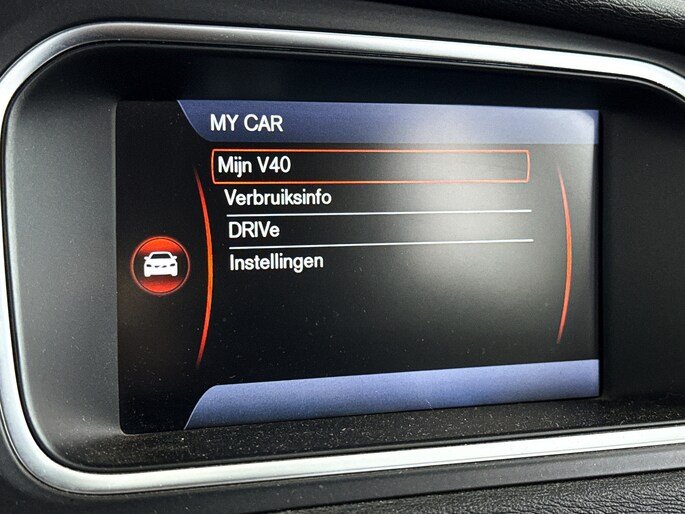 MY CAR
Mijn V40
Verbruiksinfo
DRIVe
Instellingen